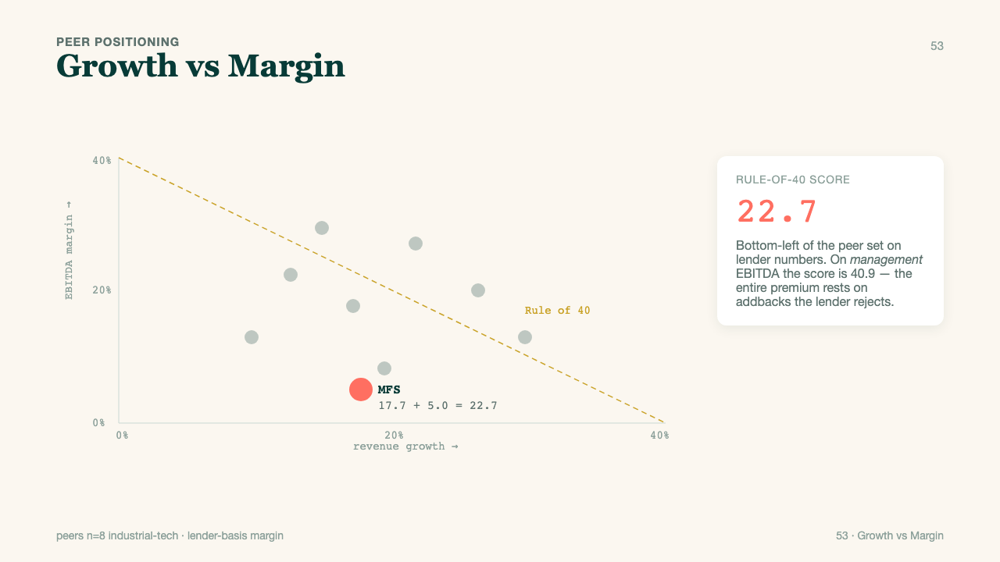 PEER POSITIONING
Growth vs Margin
53
40%
20%
0%
EBITDA margin →
0%
20%
40%
revenue growth →
Rule of 40
MFS
17.7 + 5.0 = 22.7
RULE-OF-40 SCORE
22.7
Bottom-left of the peer set on
lender numbers. On management
EBITDA the score is 40.9 — the
entire premium rests on
addbacks the lender rejects.
peers n=8 industrial-tech · lender-basis margin
53 · Growth vs Margin